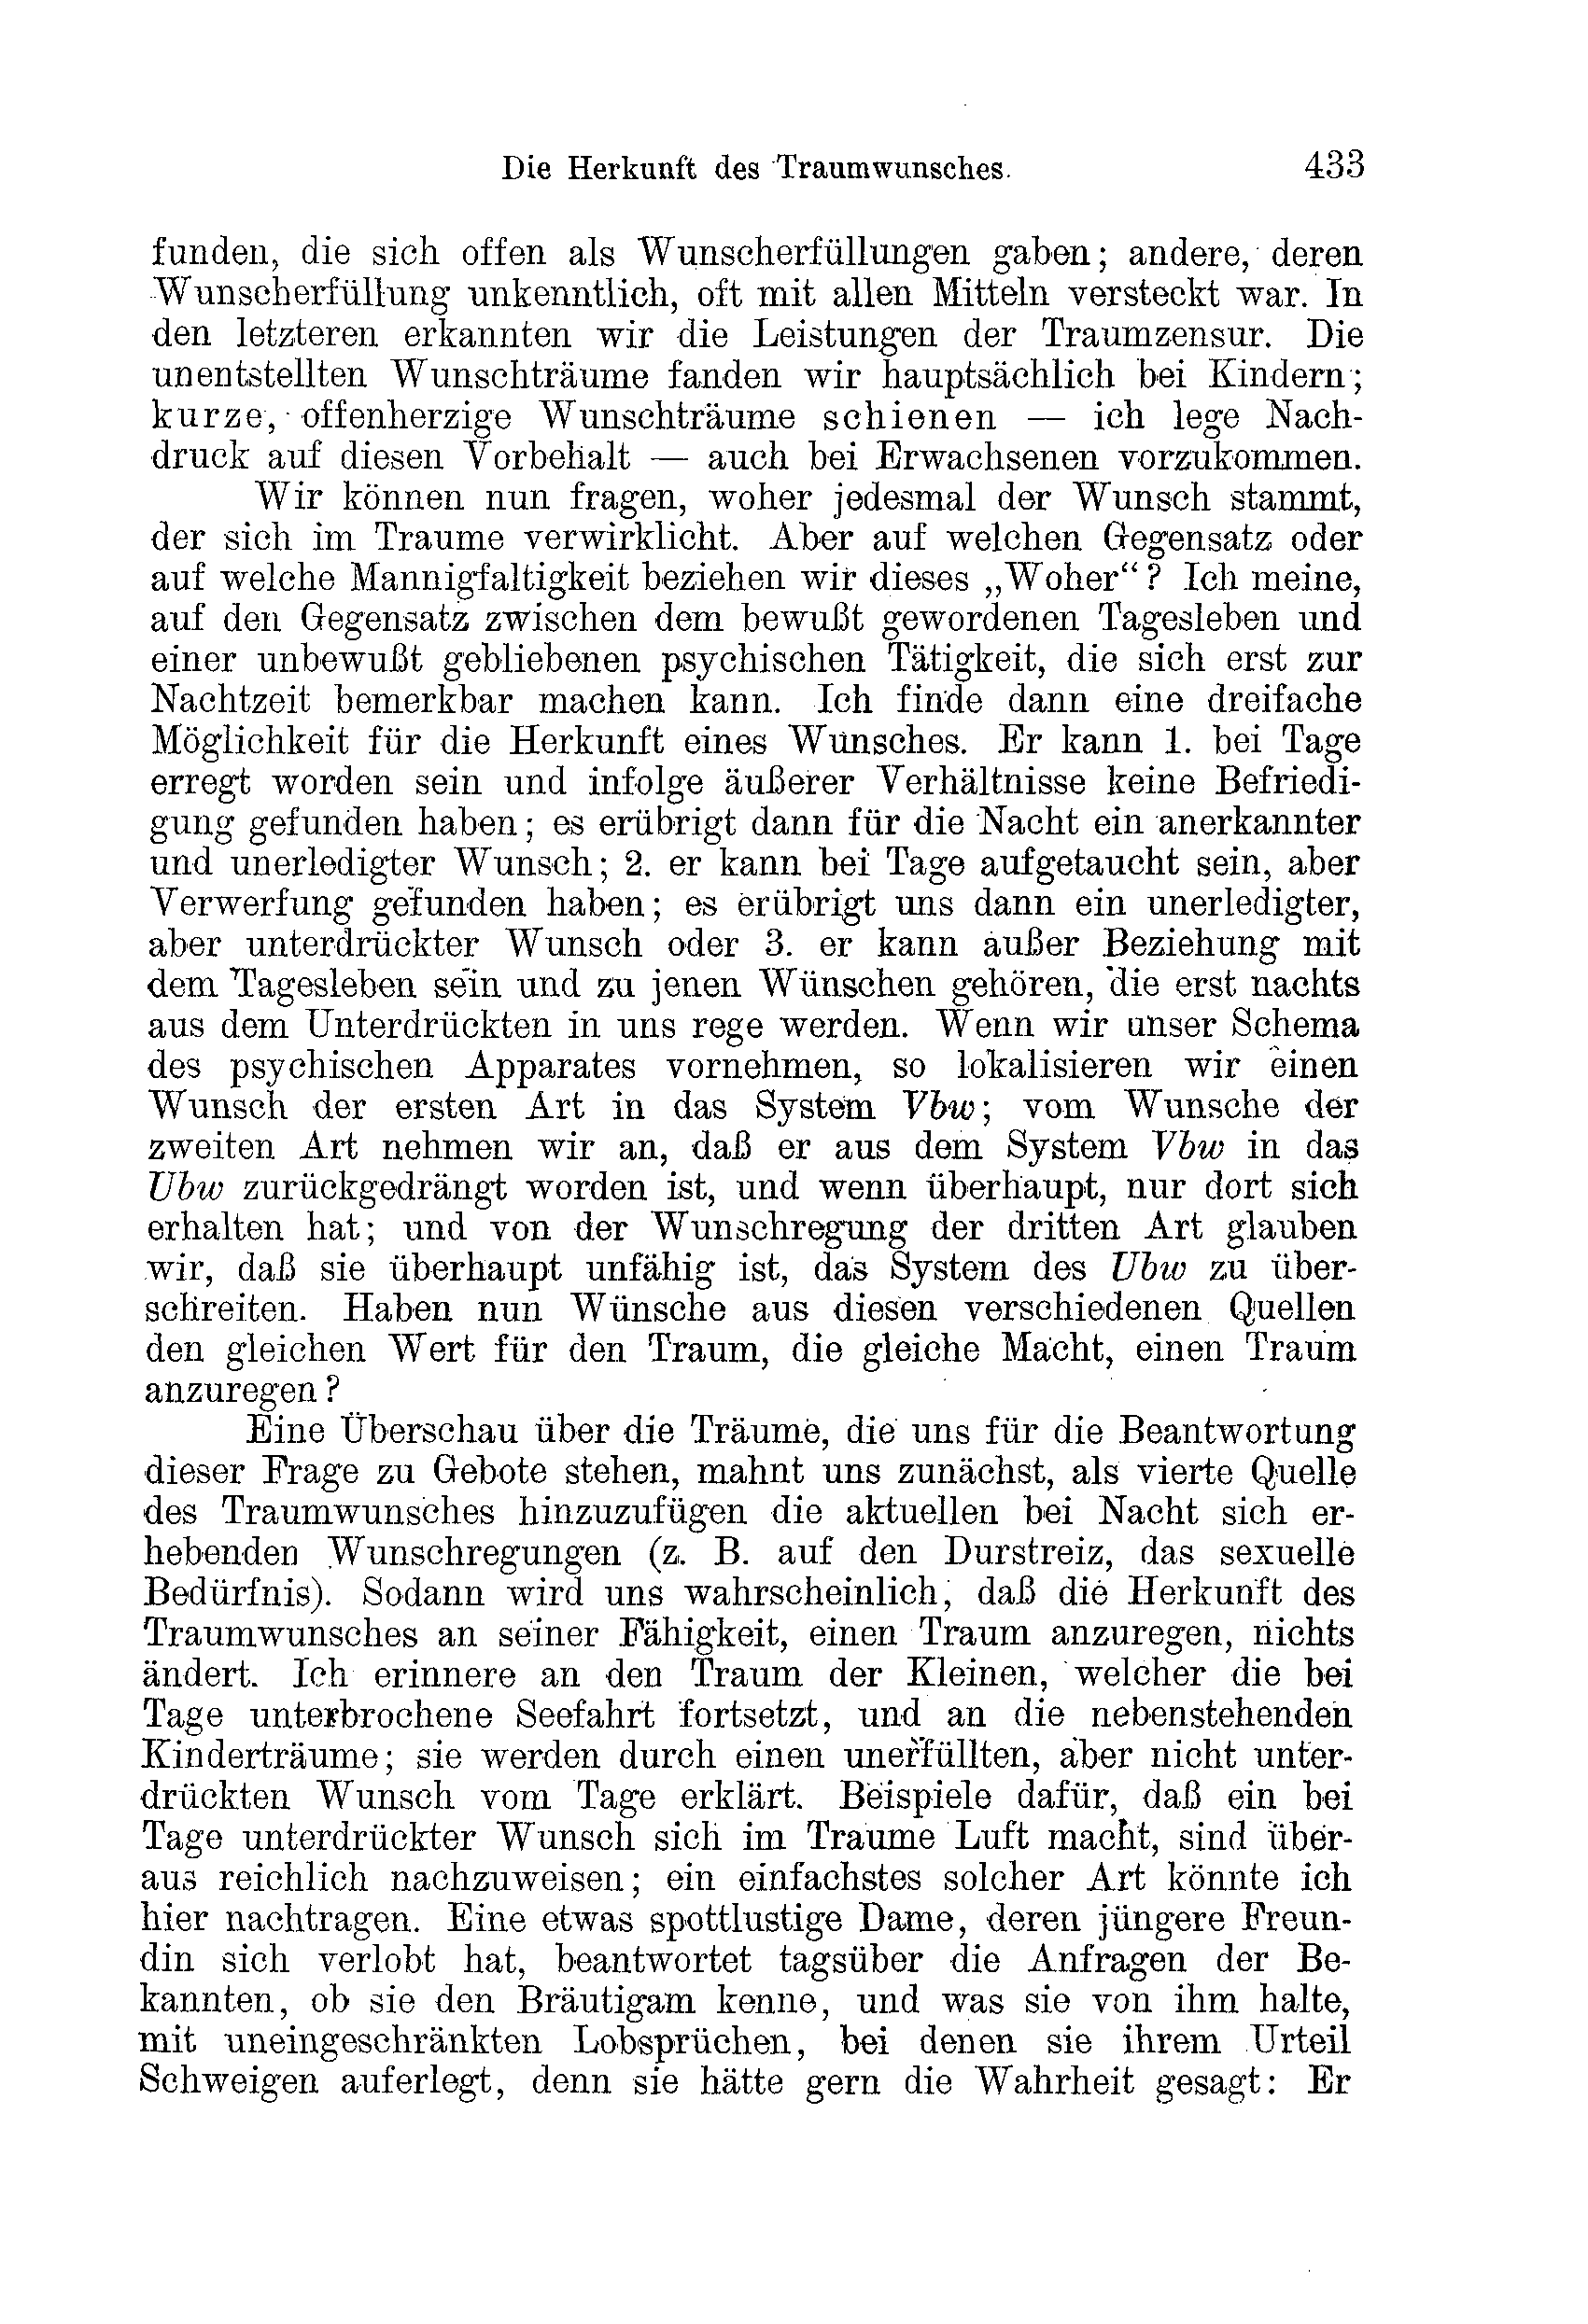 Die Herkunft des Traumwunsches. 433
funden, die sich offen als Wunscherfüllungen gaben; andere, deren
Wunscherfüllung unkenntlich, oft mit allen Mitteln versteckt war. In
den letzteren erkannten wir die Leistungen der Traumzensur. Die
unentstellten Wunschträume fanden wir hauptsächlich bei Kindern;
kurze, offenherzige Wunschträume schienen — ich lege Nach-
druck auf diesen Vorbehalt — auch bei Erwachsenen vorzukommen.
Wir können nun fragen, woher jedesmal der Wunsch stammt,
der sich im Traume verwirklicht. Aber auf welchen Gegensatz oder
auf welche Mannigfaltigkeit beziehen wir dieses „Woher“? Ich meine,
auf den Gegensatz zwischen dem bewußt gewordenen Tagesleben und
einer unbewußt gebliebenen psychischen Tätigkeit, die sich erst zur
Nachtzeit bemerkbar machen kann. Ich finde dann eine dreifache
Möglichkeit für die Herkunft eines Wunsches. Er kann 1. bei Tage
erregt worden sein und infolge äußerer Verhältnisse keine Befriedi-
gung gefunden haben; es erübrigt dann für die Nacht ein anerkannter
und unerledigter Wunsch; 2. er kann bei Tage aufgetaucht sein, aber
Verwerfung gefunden haben; es erübrigt uns dann ein unerledigter,
aber unterdrückter Wunsch oder 3. er kann außer Beziehung mit
dem Tagesleben sein und zu jenen Wünschen gehören, die erst nachts
aus dem Unterdrückten in uns rege werden. Wenn wir unser Schema
des psychischen Apparates vornehmen, so lokalisieren wir einen
Wunsch der ersten Art in das System Vbw; vom Wunsche der
zweiten Art nehmen wir an, daß er aus dem System Vbw in das
Ubw zurückgedrängt worden ist, und wenn überhaupt, nur dort sich
erhalten hat; und von der Wunschregung der dritten Art glauben
wir, daß sie überhaupt unfähig ist, das System des Ubw zu über-
schreiten. Haben nun Wünsche aus diesen verschiedenen Quellen
den gleichen Wert für den Traum, die gleiche Macht, einen Traum
anzuregen?
Eine Überschau über die Träume, die uns für die Beantwortung
dieser Frage zu Gebote stehen, mahnt uns zunächst, als vierte Quelle
des Traumwunsches hinzuzufügen die aktuellen bei Nacht sich er-
hebenden Wunschregungen (z. B. auf den Durstreiz, das sexuelle
Bedürfnis). Sodann wird uns wahrscheinlich, daß die Herkunft des
Traumwunsches an seiner Fähigkeit, einen Traum anzuregen, nichts
ändert. Ich erinnere an den Traum der Kleinen, welcher die bei
Tage unterbrochene Seefahrt fortsetzt, und an die nebenstehenden
Kinderträume; sie werden durch einen unerfüllten, aber nicht unter-
drückten Wunsch vom Tage erklärt. Beispiele dafür, daß ein bei
Tage unterdrückter Wunsch sich im Traume Luft macht, sind über-
aus reichlich nachzuweisen; ein einfachstes solcher Art könnte ich
hier nachtragen. Eine etwas spottlustige Dame, deren jüngere Freun-
din sich verlobt hat, beantwortet tagsüber die Anfragen der Be-
kannten, ob sie den Bräutigam kenne, und was sie von ihm halte,
mit uneingeschränkten Lobsprüchen, bei denen sie ihrem Urteil
Schweigen auferlegt, denn sie hätte gern die Wahrheit gesagt: Er